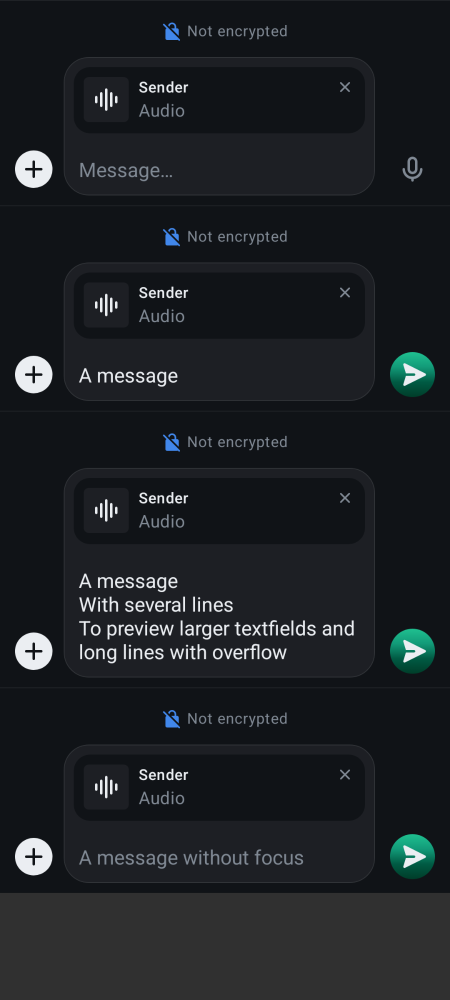 Not encrypted
Sender
Audio
Message…
Not encrypted
Sender
Audio
A message
Not encrypted
Sender
Audio
A message
With several lines
To preview larger textfields and
long lines with overflow
Not encrypted
Sender
Audio
A message without focus